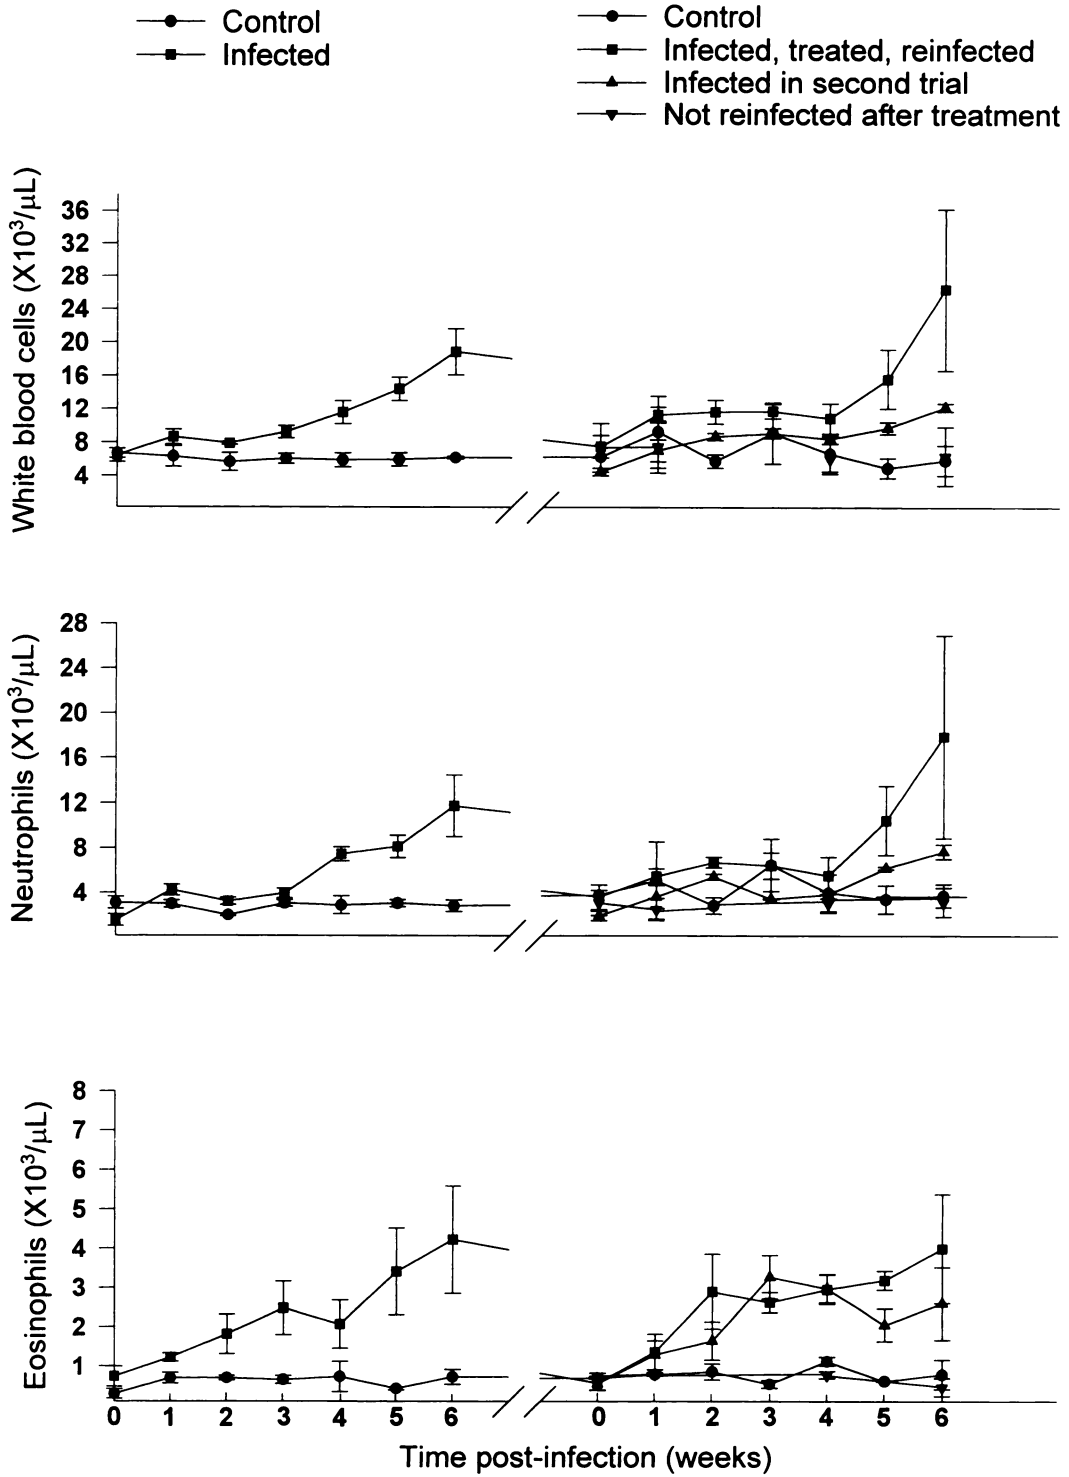 Control
Infected
Control
Infected, treated, reinfected
Infected in second trial
Not reinfected after treatment
White blood cells (X10³/μL)
36
32
28
24
20
16
12
8
4
Neutrophils (X10³/μL)
28
24
20
16
12
8
4
Eosinophils (X10³/μL)
8
7
6
5
4
3
2
1
0 1 2 3 4 5 6 0 1 2 3 4 5 6
Time post-infection (weeks)